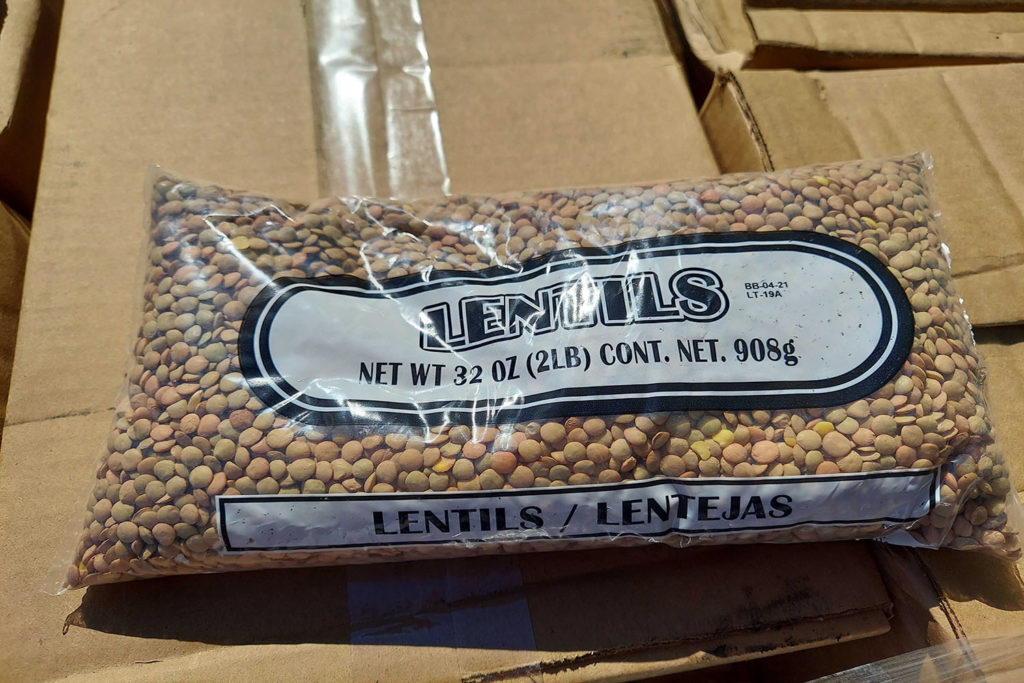 LENTILS
BB-04-21
LT-19A
NET WT 32 OZ (2LB) CONT. NET. 908g
LENTILS / LENTEJAS